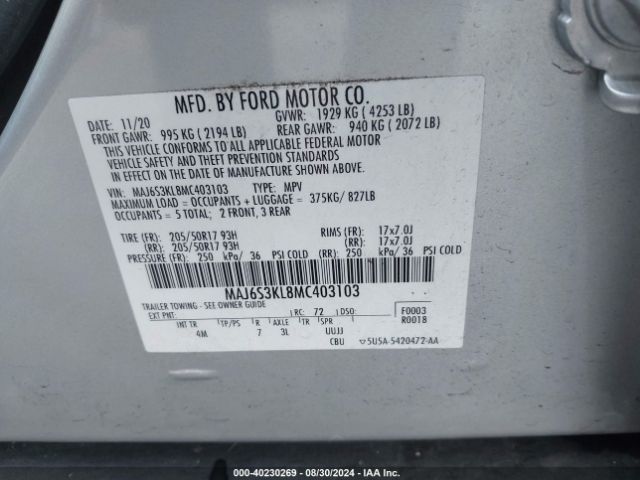 MFD. BY FORD MOTOR CO.
DATE: 11/20 GVWR: 1929 KG ( 4253 LB)
FRONT GAWR: 995 KG ( 2194 LB) REAR GAWR: 940 KG ( 2072 LB)
THIS VEHICLE CONFORMS TO ALL APPLICABLE FEDERAL MOTOR
VEHICLE SAFETY AND THEFT PREVENTION STANDARDS
IN EFFECT ON THE DATE OF MANUFACTURE SHOWN ABOVE.
VIN: MAJ6S3KL8MC403103 TYPE: MPV
MAXIMUM LOAD = OCCUPANTS + LUGGAGE = 375KG/ 827LB
OCCUPANTS = 5 TOTAL; 2 FRONT, 3 REAR
TIRE (FR): 205/50R17 93H RIMS (FR): 17x7.0J
(RR): 205/50R17 93H (RR): 17x7.0J
PRESSURE (FR): 250 kPa/ 36 PSI COLD (RR): 250 kPa/ 36 PSI COLD
MAJ6S3KL8MC403103
TRAILER TOWING - SEE OWNER GUIDE
EXT PNT: RC: 72 DSO: F0003
R0018
INT TR TP/PS R AXLE TR SPR UUJJ
4M 7 3L CBU ▽5U5A-5420472-AA
000-40230269 - 08/30/2024 - IAAI.CA